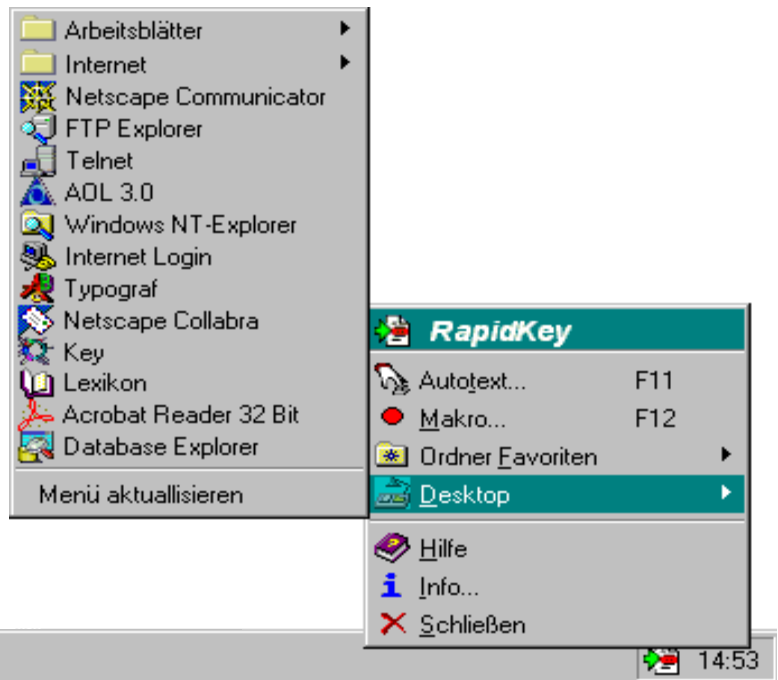 Arbeitsblätter
Internet
Netscape Communicator
FTP Explorer
Telnet
AOL 3.0
Windows NT-Explorer
Internet Login
Typograf
Netscape Collabra
Key
Lexikon
Acrobat Reader 32 Bit
Database Explorer
Menü aktuallisieren
RapidKey
Autotext... F11
Makro... F12
Ordner Favoriten
Desktop
Hilfe
Info...
Schließen
14:53